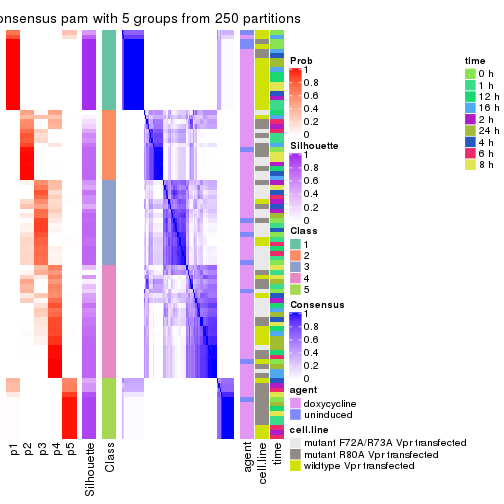 onsensus pam with 5 groups from 250 partitions
Prob
1
0.8
0.6
0.4
0.2
0
Silhouette
1
0.8
0.6
0.4
0.2
0
Class
1
2
3
4
5
Consensus
1
0.8
0.6
0.4
0.2
0
agent
doxycycline
uninduced
cell.line
mutant F72A/R73A Vpr transfected
mutant R80A Vpr transfected
wildtype Vpr transfected
time
0 h
1 h
12 h
16 h
2 h
24 h
4 h
6 h
8 h
p1
p2
p3
p4
p5
Silhouette
Class
agent
cell.line
time